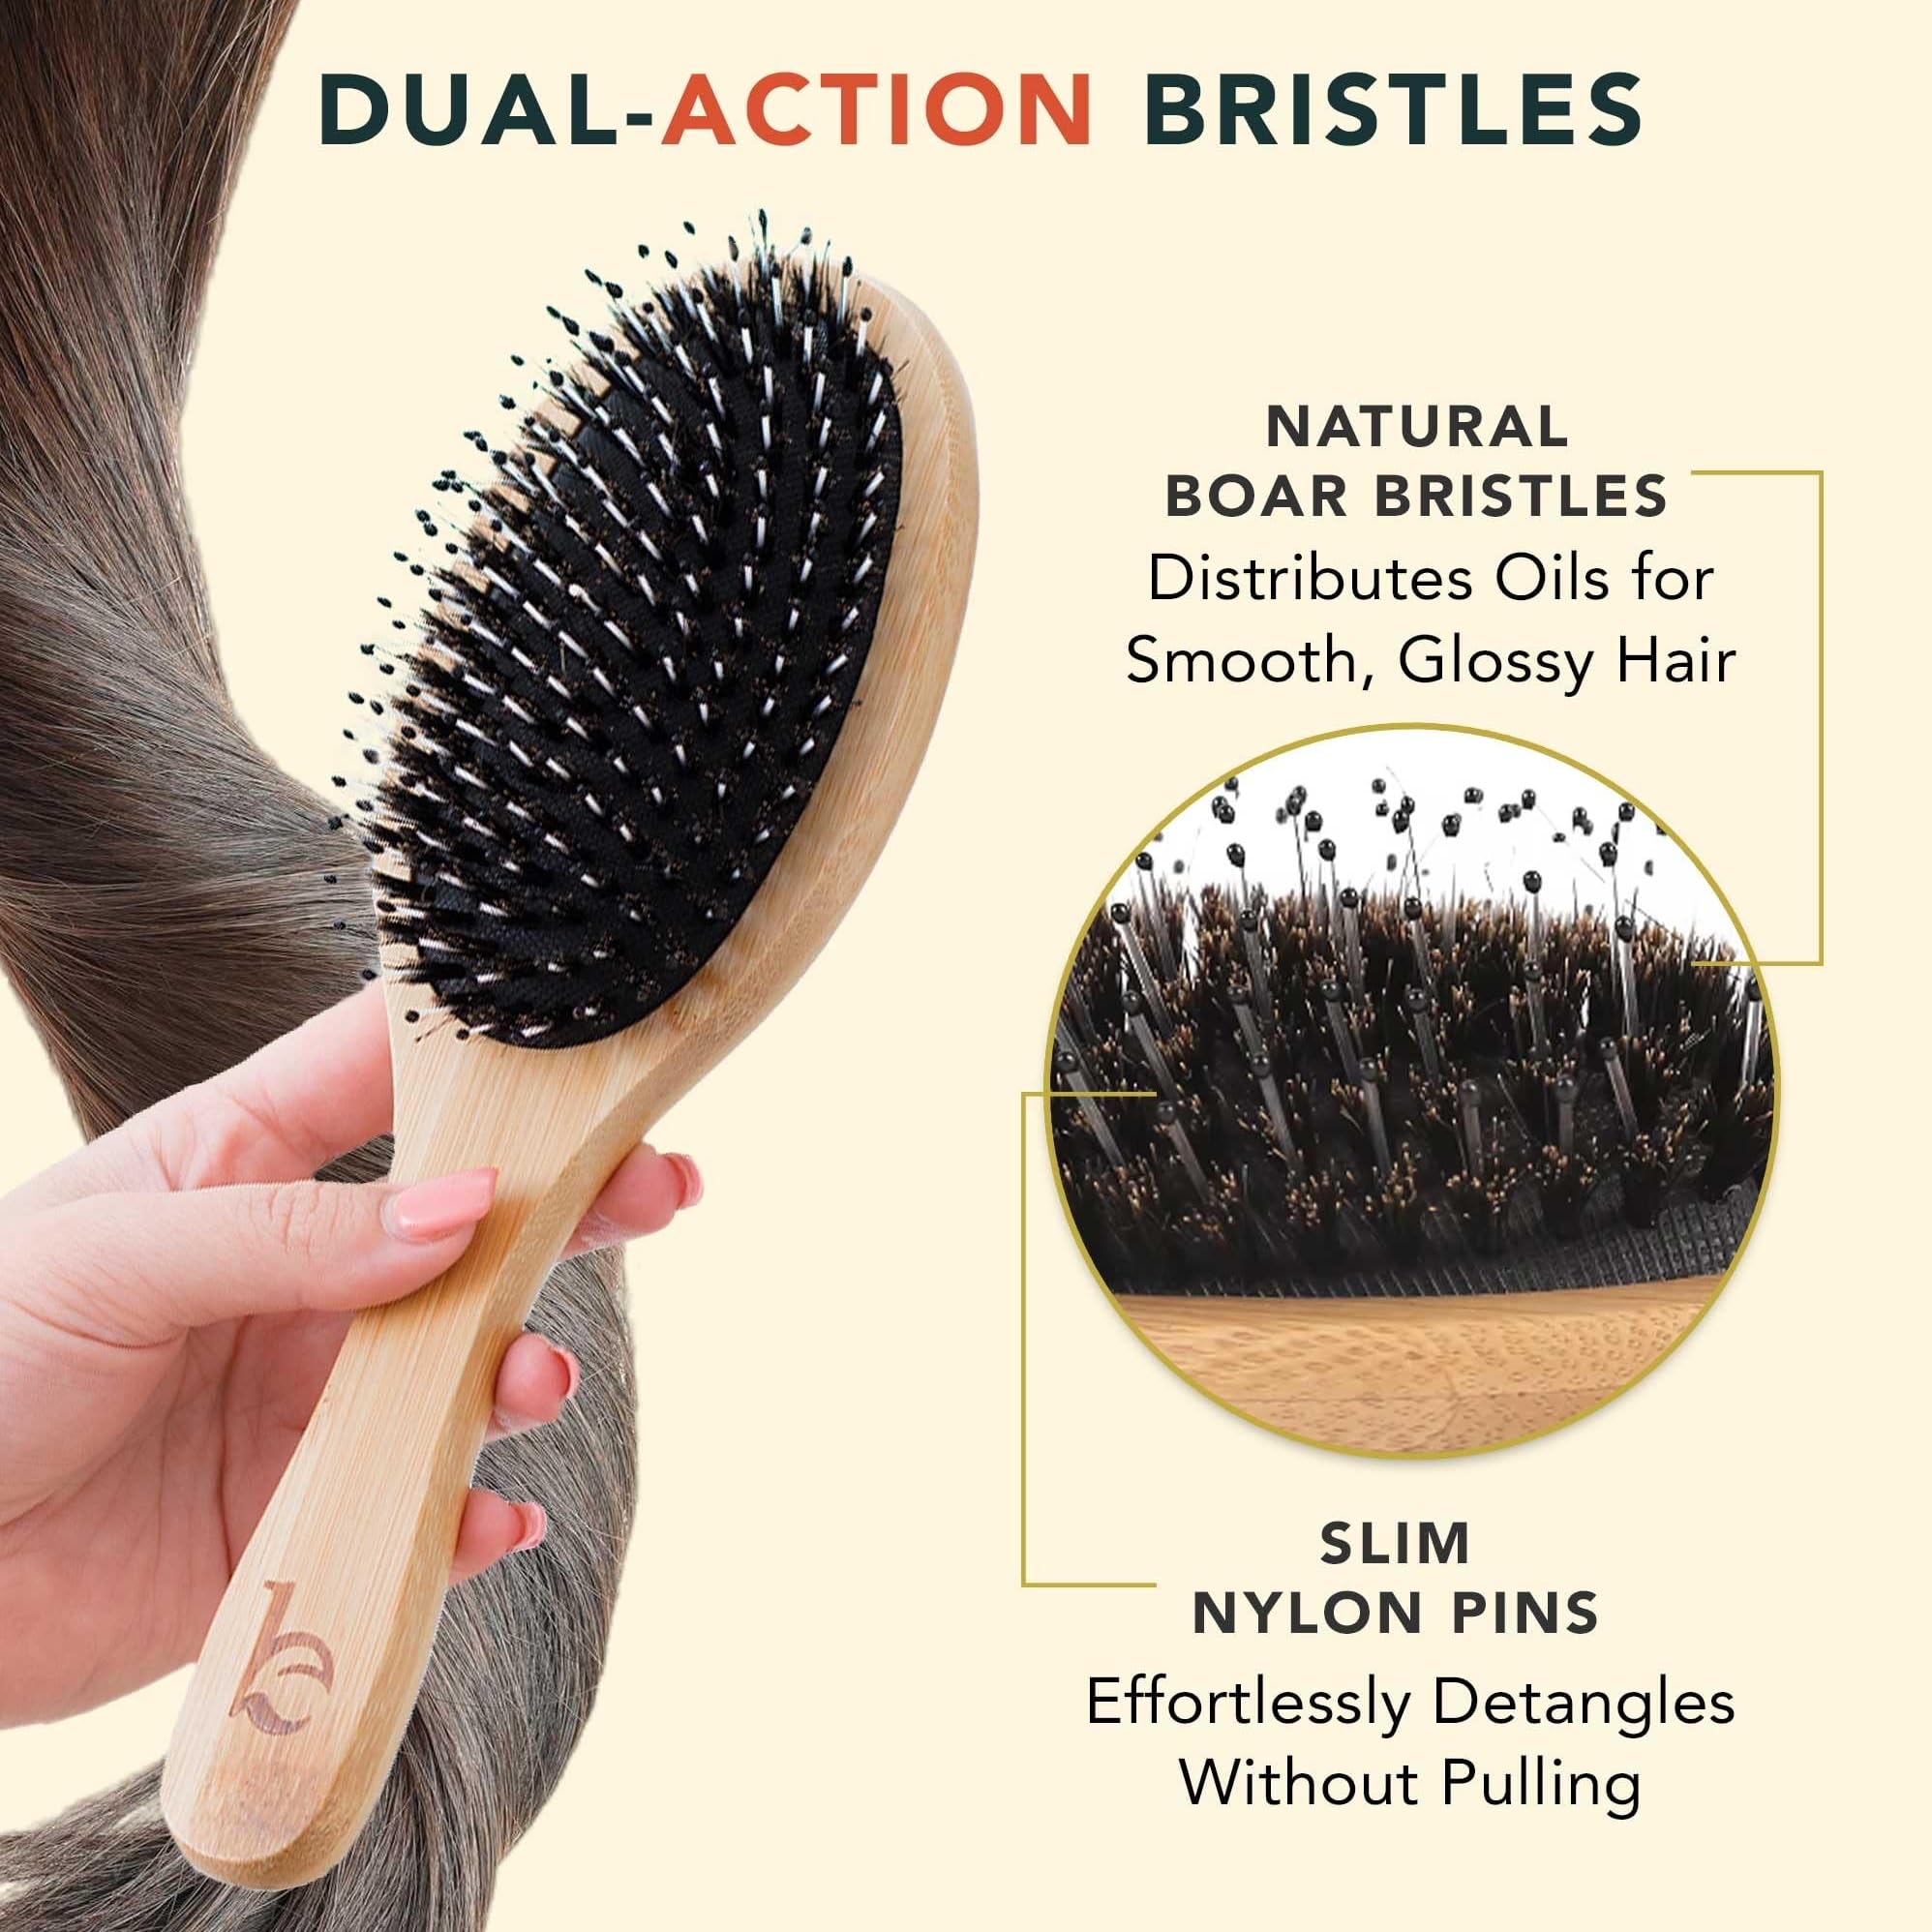 DUAL-ACTION BRISTLES
NATURAL
BOAR BRISTLES
Distributes Oils for
Smooth, Glossy Hair
SLIM
NYLON PINS
Effortlessly Detangles
Without Pulling
b